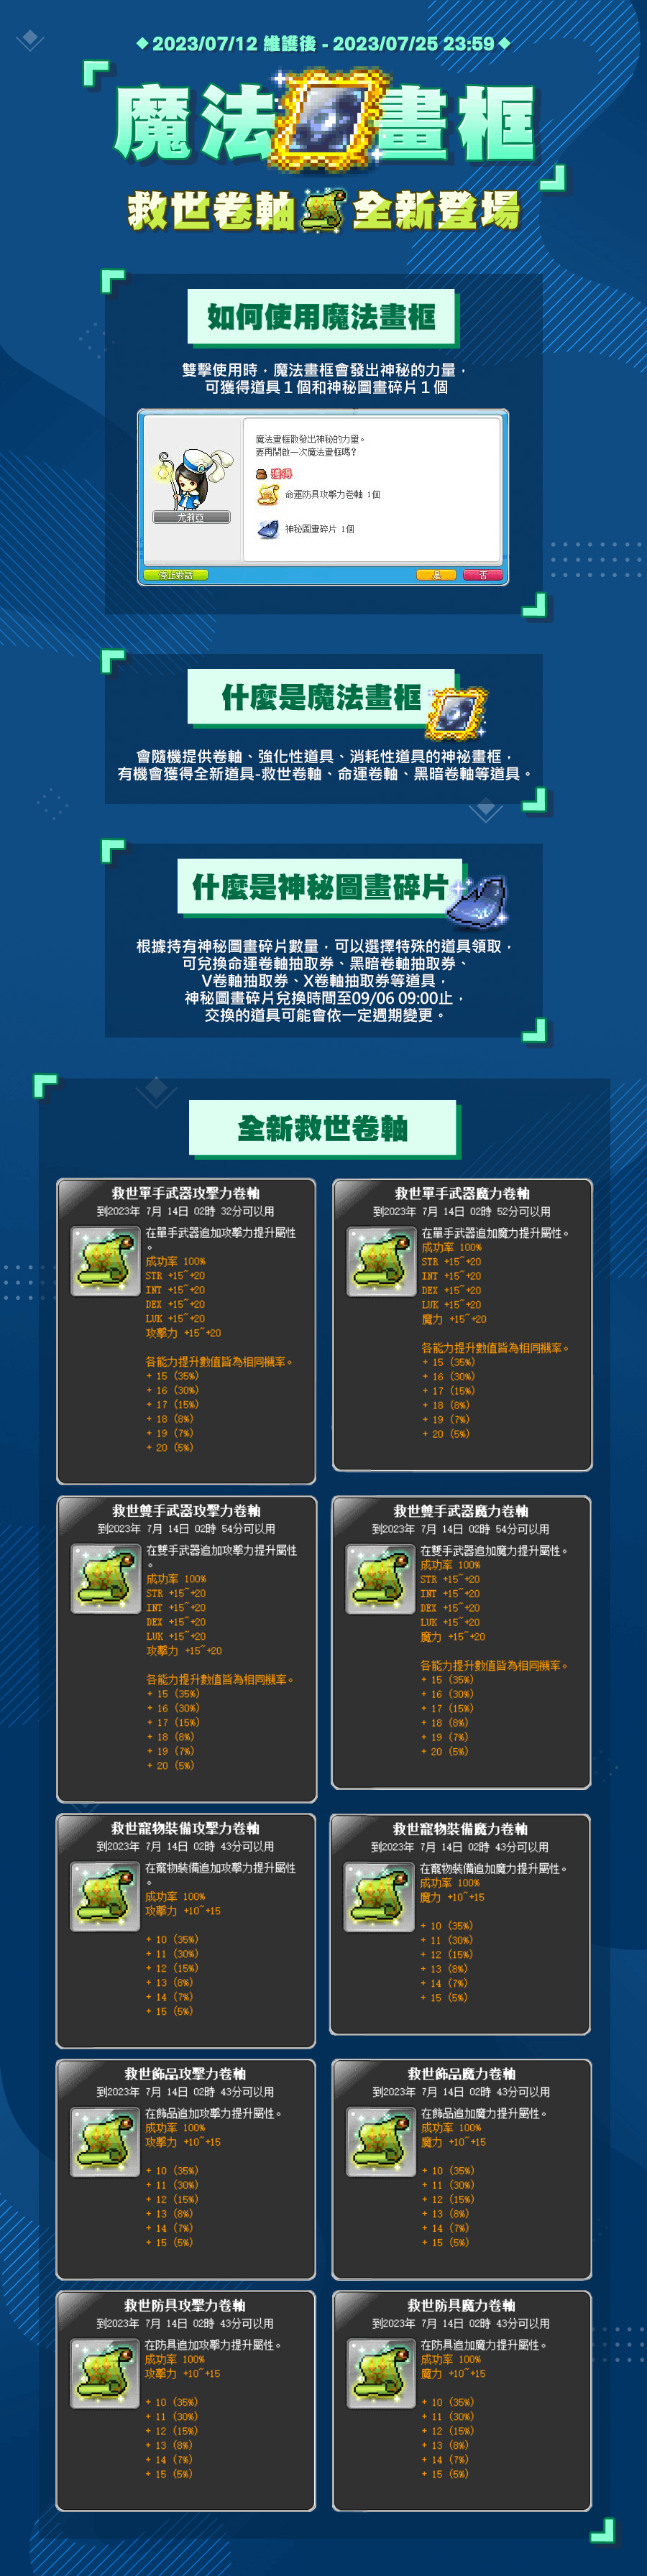 2023/07/12 維護後 - 2023/07/25 23:59
魔法畫框
救世卷軸 全新登場
如何使用魔法畫框
雙擊使用時，魔法畫框會發出神秘的力量，
可獲得道具１個和神秘圖畫碎片１個
魔法畫框散發出神秘的力量。
要再開啟一次魔法畫框嗎?
獲得
命運防具攻擊力卷軸 1個
神秘圖畫碎片 1個
尤莉亞
停止對話
是
否
什麼是魔法畫框
會隨機提供卷軸、強化性道具、消耗性道具的神祕畫框，
有機會獲得全新道具-救世卷軸、命運卷軸、黑暗卷軸等道具。
什麼是神秘圖畫碎片
根據持有神秘圖畫碎片數量，可以選擇特殊的道具領取，
可兌換命運卷軸抽取券、黑暗卷軸抽取券、
V卷軸抽取券、X卷軸抽取券等道具，
神秘圖畫碎片兌換時間至09/06 09:00止，
交換的道具可能會依一定週期變更。
全新救世卷軸
救世單手武器攻擊力卷軸
到2023年 7月 14日 02時 32分可以用
在單手武器追加攻擊力提升屬性
。
成功率 100%
STR +15~+20
INT +15~+20
DEX +15~+20
LUK +15~+20
攻擊力 +15~+20
各能力提升數值皆為相同機率。
+ 15 (35%)
+ 16 (30%)
+ 17 (15%)
+ 18 (8%)
+ 19 (7%)
+ 20 (5%)
救世單手武器魔力卷軸
到2023年 7月 14日 02時 52分可以用
在單手武器追加魔力提升屬性。
成功率 100%
STR +15~+20
INT +15~+20
DEX +15~+20
LUK +15~+20
魔力 +15~+20
各能力提升數值皆為相同機率。
+ 15 (35%)
+ 16 (30%)
+ 17 (15%)
+ 18 (8%)
+ 19 (7%)
+ 20 (5%)
救世雙手武器攻擊力卷軸
到2023年 7月 14日 02時 54分可以用
在雙手武器追加攻擊力提升屬性
。
成功率 100%
STR +15~+20
INT +15~+20
DEX +15~+20
LUK +15~+20
攻擊力 +15~+20
各能力提升數值皆為相同機率。
+ 15 (35%)
+ 16 (30%)
+ 17 (15%)
+ 18 (8%)
+ 19 (7%)
+ 20 (5%)
救世雙手武器魔力卷軸
到2023年 7月 14日 02時 54分可以用
在雙手武器追加魔力提升屬性。
成功率 100%
STR +15~+20
INT +15~+20
DEX +15~+20
LUK +15~+20
魔力 +15~+20
各能力提升數值皆為相同機率。
+ 15 (35%)
+ 16 (30%)
+ 17 (15%)
+ 18 (8%)
+ 19 (7%)
+ 20 (5%)
救世寵物裝備攻擊力卷軸
到2023年 7月 14日 02時 43分可以用
在寵物裝備追加攻擊力提升屬性
。
成功率 100%
攻擊力 +10~+15
+ 10 (35%)
+ 11 (30%)
+ 12 (15%)
+ 13 (8%)
+ 14 (7%)
+ 15 (5%)
救世寵物裝備魔力卷軸
到2023年 7月 14日 02時 43分可以用
在寵物裝備追加魔力提升屬性。
成功率 100%
魔力 +10~+15
+ 10 (35%)
+ 11 (30%)
+ 12 (15%)
+ 13 (8%)
+ 14 (7%)
+ 15 (5%)
救世飾品攻擊力卷軸
到2023年 7月 14日 02時 43分可以用
在飾品追加攻擊力提升屬性。
成功率 100%
攻擊力 +10~+15
+ 10 (35%)
+ 11 (30%)
+ 12 (15%)
+ 13 (8%)
+ 14 (7%)
+ 15 (5%)
救世飾品魔力卷軸
到2023年 7月 14日 02時 43分可以用
在飾品追加魔力提升屬性。
成功率 100%
魔力 +10~+15
+ 10 (35%)
+ 11 (30%)
+ 12 (15%)
+ 13 (8%)
+ 14 (7%)
+ 15 (5%)
救世防具攻擊力卷軸
到2023年 7月 14日 02時 43分可以用
在防具追加攻擊力提升屬性。
成功率 100%
攻擊力 +10~+15
+ 10 (35%)
+ 11 (30%)
+ 12 (15%)
+ 13 (8%)
+ 14 (7%)
+ 15 (5%)
救世防具魔力卷軸
到2023年 7月 14日 02時 43分可以用
在防具追加魔力提升屬性。
成功率 100%
魔力 +10~+15
+ 10 (35%)
+ 11 (30%)
+ 12 (15%)
+ 13 (8%)
+ 14 (7%)
+ 15 (5%)